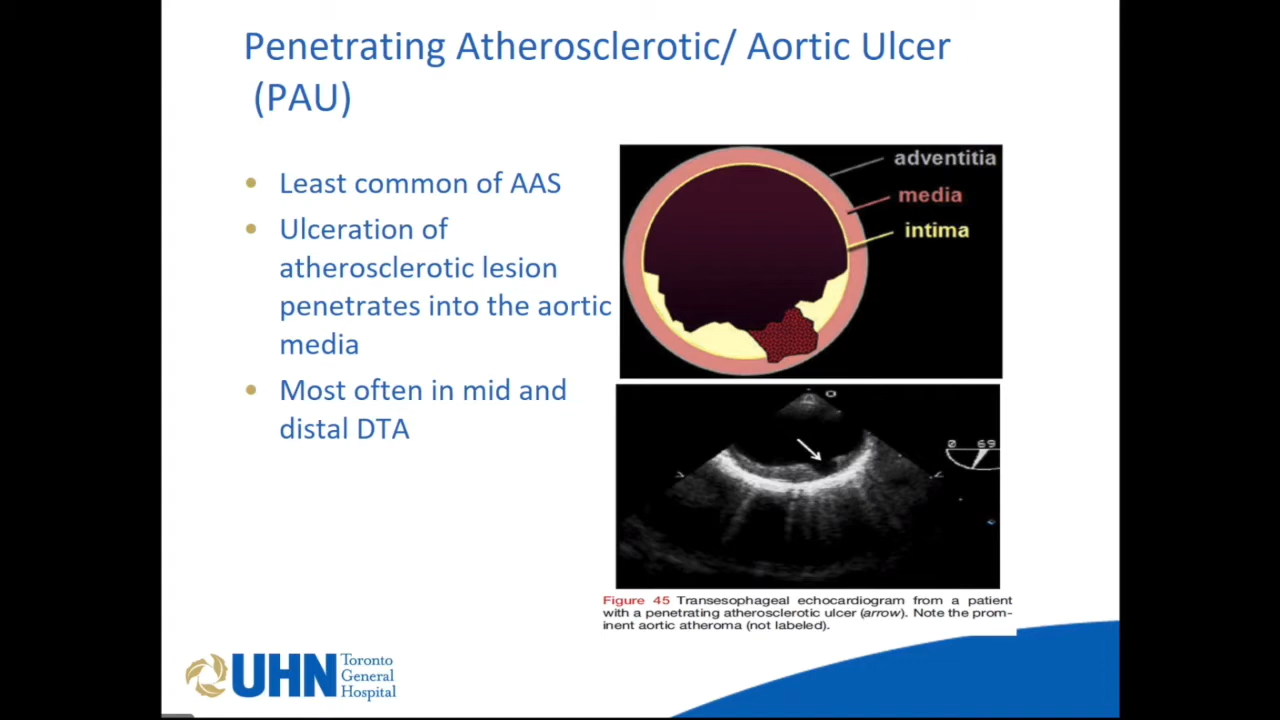 Penetrating Atherosclerotic/ Aortic Ulcer
(PAU)
• Least common of AAS
• Ulceration of
atherosclerotic lesion
penetrates into the aortic
media
• Most often in mid and
distal DTA
adventitia
media
intima
0 69
Figure 45 Transesophageal echocardiogram from a patient
with a penetrating atherosclerotic ulcer (arrow). Note the prom-
inent aortic atheroma (not labeled).
UHN
Toronto
General
Hospital